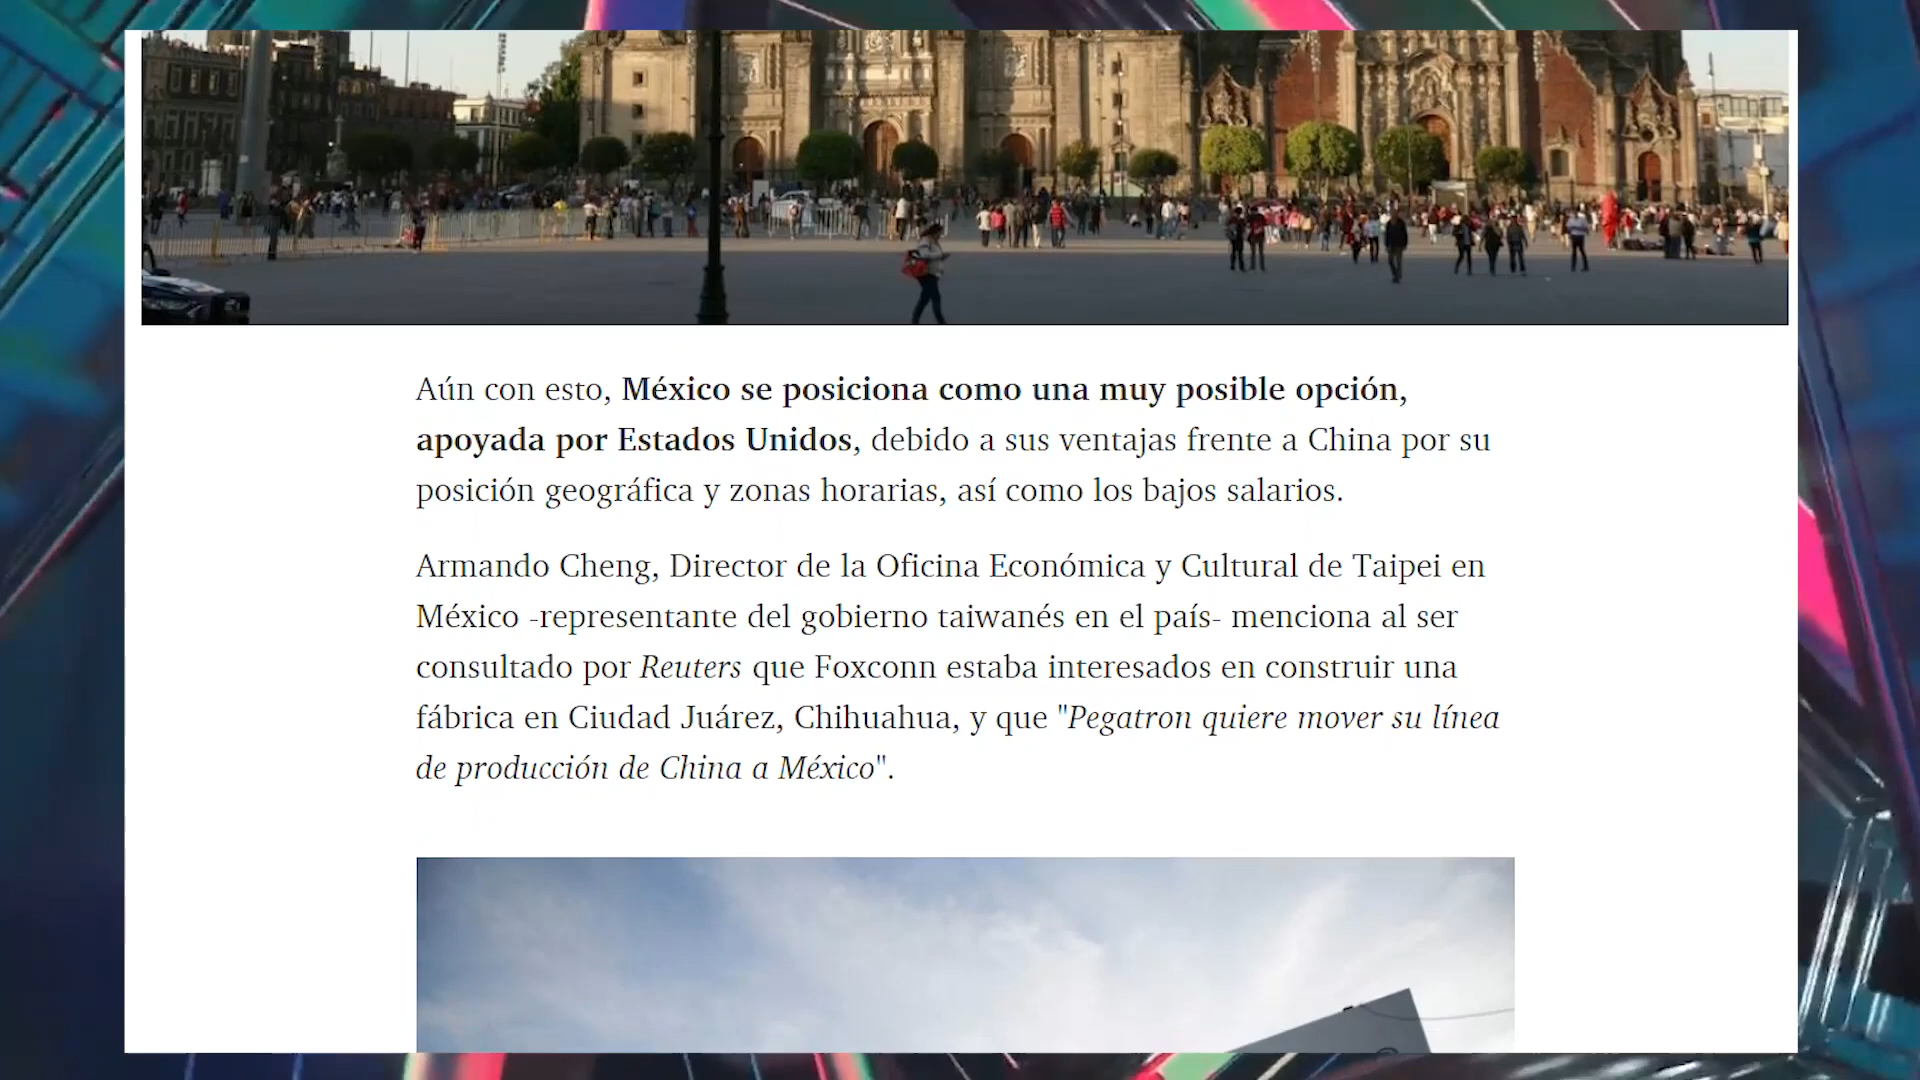 Aún con esto, México se posiciona como una muy posible opción,
apoyada por Estados Unidos, debido a sus ventajas frente a China por su
posición geográfica y zonas horarias, así como los bajos salarios.
Armando Cheng, Director de la Oficina Económica y Cultural de Taipei en
México -representante del gobierno taiwanés en el país- menciona al ser
consultado por Reuters que Foxconn estaba interesados en construir una
fábrica en Ciudad Juárez, Chihuahua, y que "Pegatron quiere mover su línea
de producción de China a México".